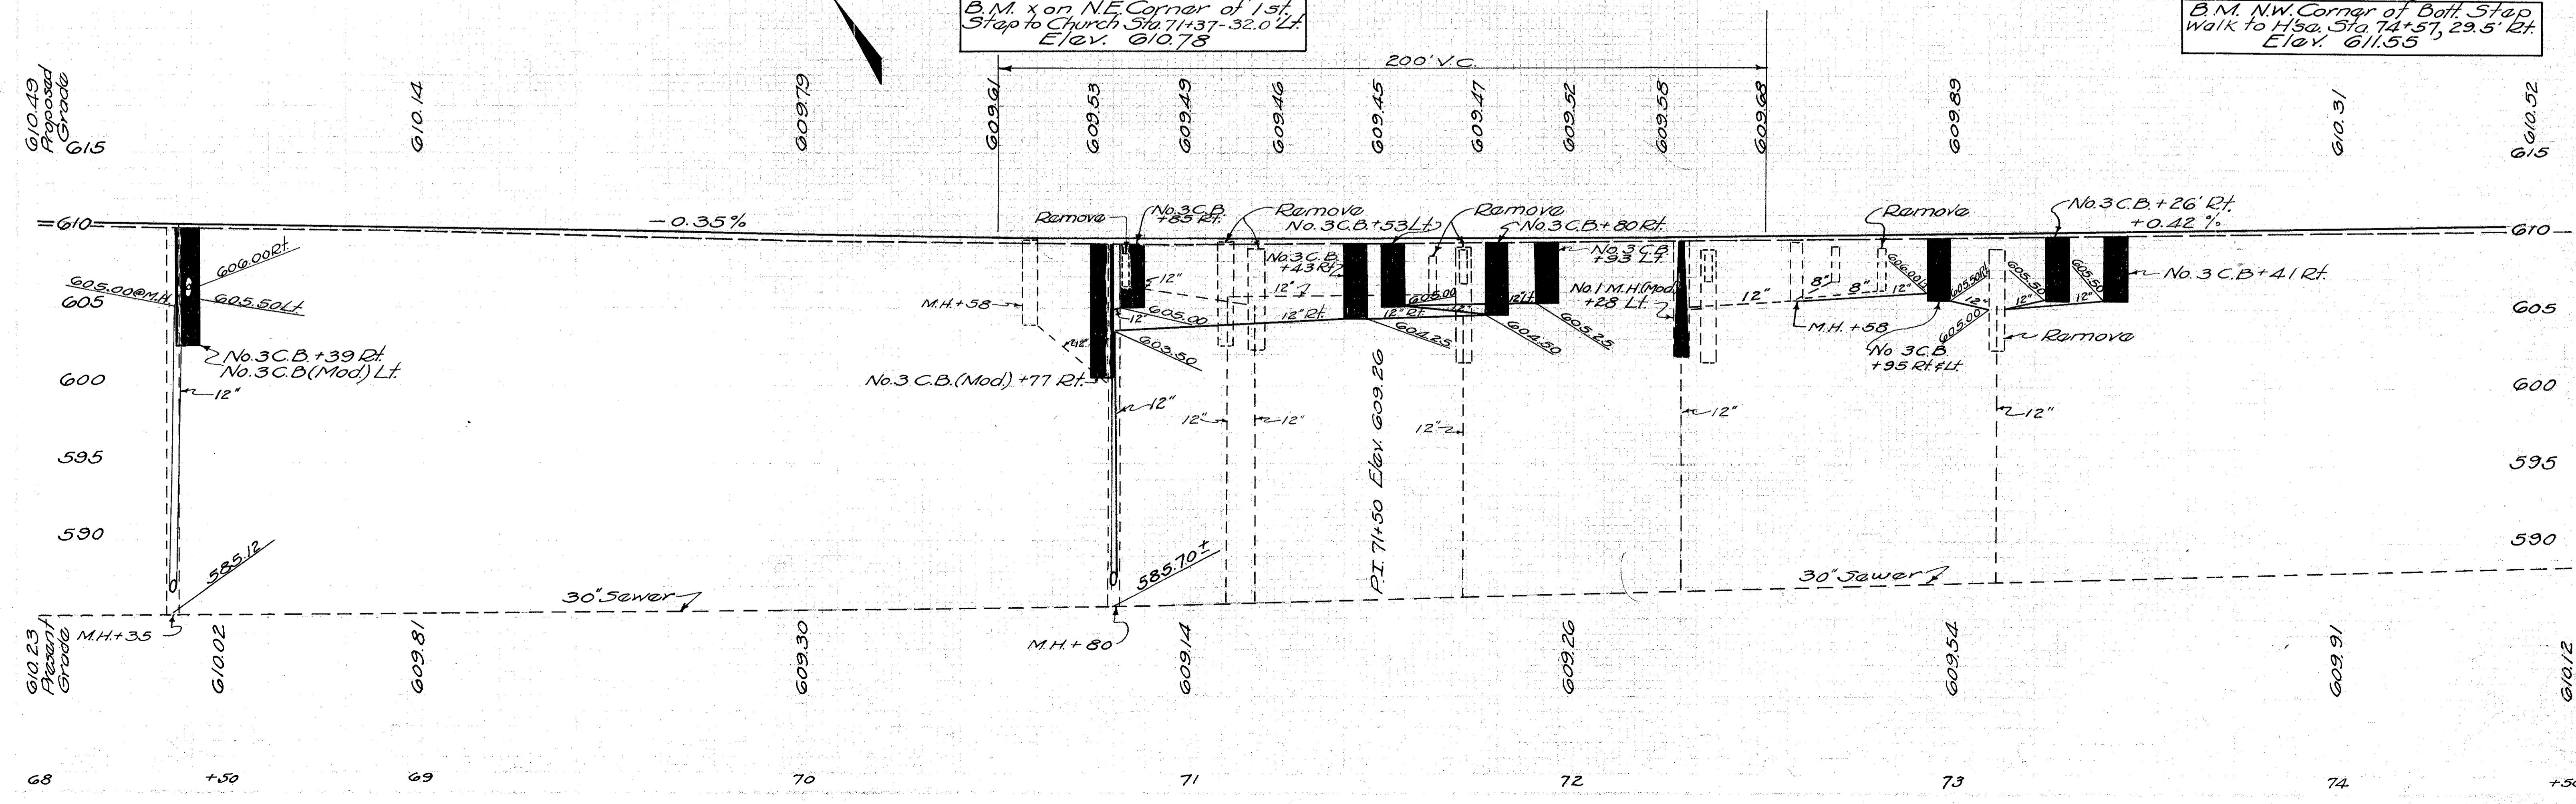 B.M. x on N.E. Corner of 1st.
Step to Church Sta. 71+37-32.0' Lt.
Elev. 610.78
B.M. N.W. Corner of Bott. Step
Walk to H'se. Sta. 74+57, 29.5' Rt.
Elev. 611.55
200' V.C.
610.49
Proposed
Grade
610.14
609.79
609.61
609.53
609.49
609.46
609.45
609.47
609.52
609.58
609.68
609.89
610.31
610.52
615
615
610
-0.35%
Remove
No. 3 C.B.
+85 Rt.
Remove
No. 3 C.B. +53 Lt.
Remove
No. 3 C.B. +80 Rt.
Remove
No. 3 C.B. +26' Rt.
+0.42 %
610
606.00 Rt.
605.00 @ M.H.
605.50 Lt.
605
M.H. +58
12"
12"
605.00
603.50
12"
12"
12" Rt.
No. 3 C.B.
+43 Rt.
12" Rt.
605.00
604.25
12"
12" Lt.
604.50
605.25
No. 3 C.B.
+93 Lt.
No. 1 M.H. (Mod.)
+28 Lt.
12"
8"
8"
12"
M.H. +58
606.00
605.50 Rt.
12"
605.00
605.50
12"
605.50
12"
No. 3 C.B. +41 Rt.
605
Remove
No 3 C.B.
+95 Rt. & Lt.
No. 3 C.B. +39 Rt.
No. 3 C.B. (Mod.) Lt.
12"
600
No. 3 C.B. (Mod.) +77 Rt.
12"
12"
12"
12"
12"
12"
600
P.I. 71+50 Elev. 609.26
595
595
590
590
585.12
585.70±
30" Sewer
30" Sewer
M.H. +35
M.H. +80
610.23
Present
Grade
610.02
609.81
609.30
609.14
609.26
609.54
609.91
610.12
68
+50
69
70
71
72
73
74